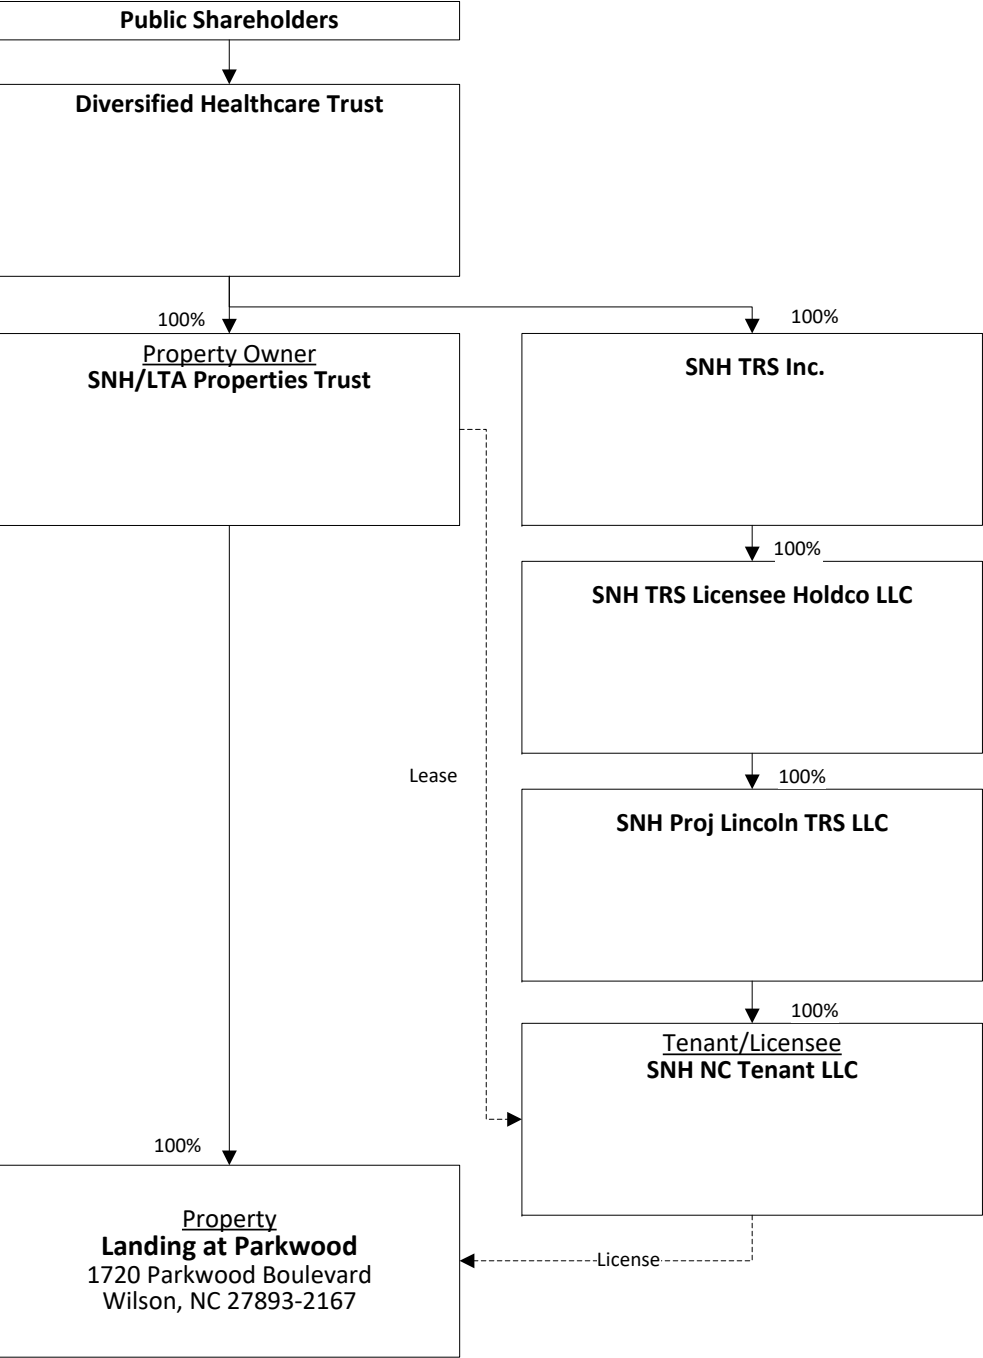 Public Shareholders
Diversified Healthcare Trust
100%
100%
Property Owner
SNH/LTA Properties Trust
SNH TRS Inc.
100%
SNH TRS Licensee Holdco LLC
Lease
100%
SNH Proj Lincoln TRS LLC
100%
Tenant/Licensee
SNH NC Tenant LLC
100%
Property
Landing at Parkwood
1720 Parkwood Boulevard
Wilson, NC 27893-2167
License